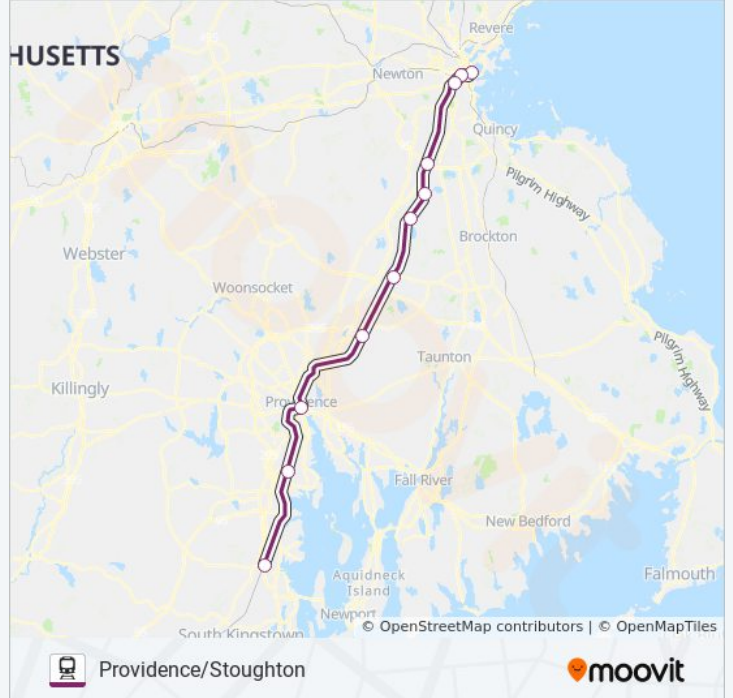 Revere
HUSETTS
Newton
Quincy
Pilgrim Highway
Brockton
Webster
Woonsocket
Pilgrim Highway
Taunton
Killingly
Providence
Fall River
New Bedford
Aquidneck
Island
Falmouth
Newport
© OpenStreetMap contributors | © OpenMapTiles
South Kingstown
Providence/Stoughton
moovit